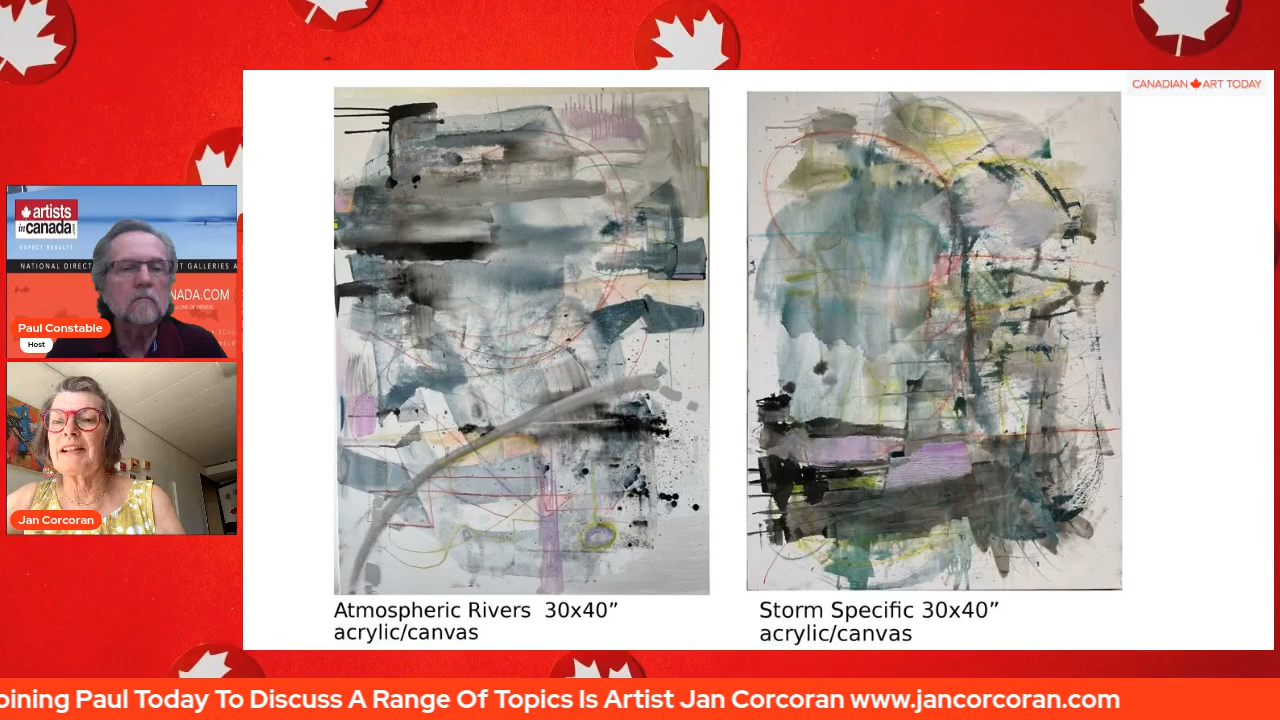 CANADIAN ART TODAY
artists
in canada
EXPECT RESULTS
NATIONAL DIRECT
T GALLERIES A
NADA.COM
Paul Constable
Host
Jan Corcoran
Atmospheric Rivers 30x40”
acrylic/canvas
Storm Specific 30x40”
acrylic/canvas
oining Paul Today To Discuss A Range Of Topics Is Artist Jan Corcoran www.jancorcoran.com